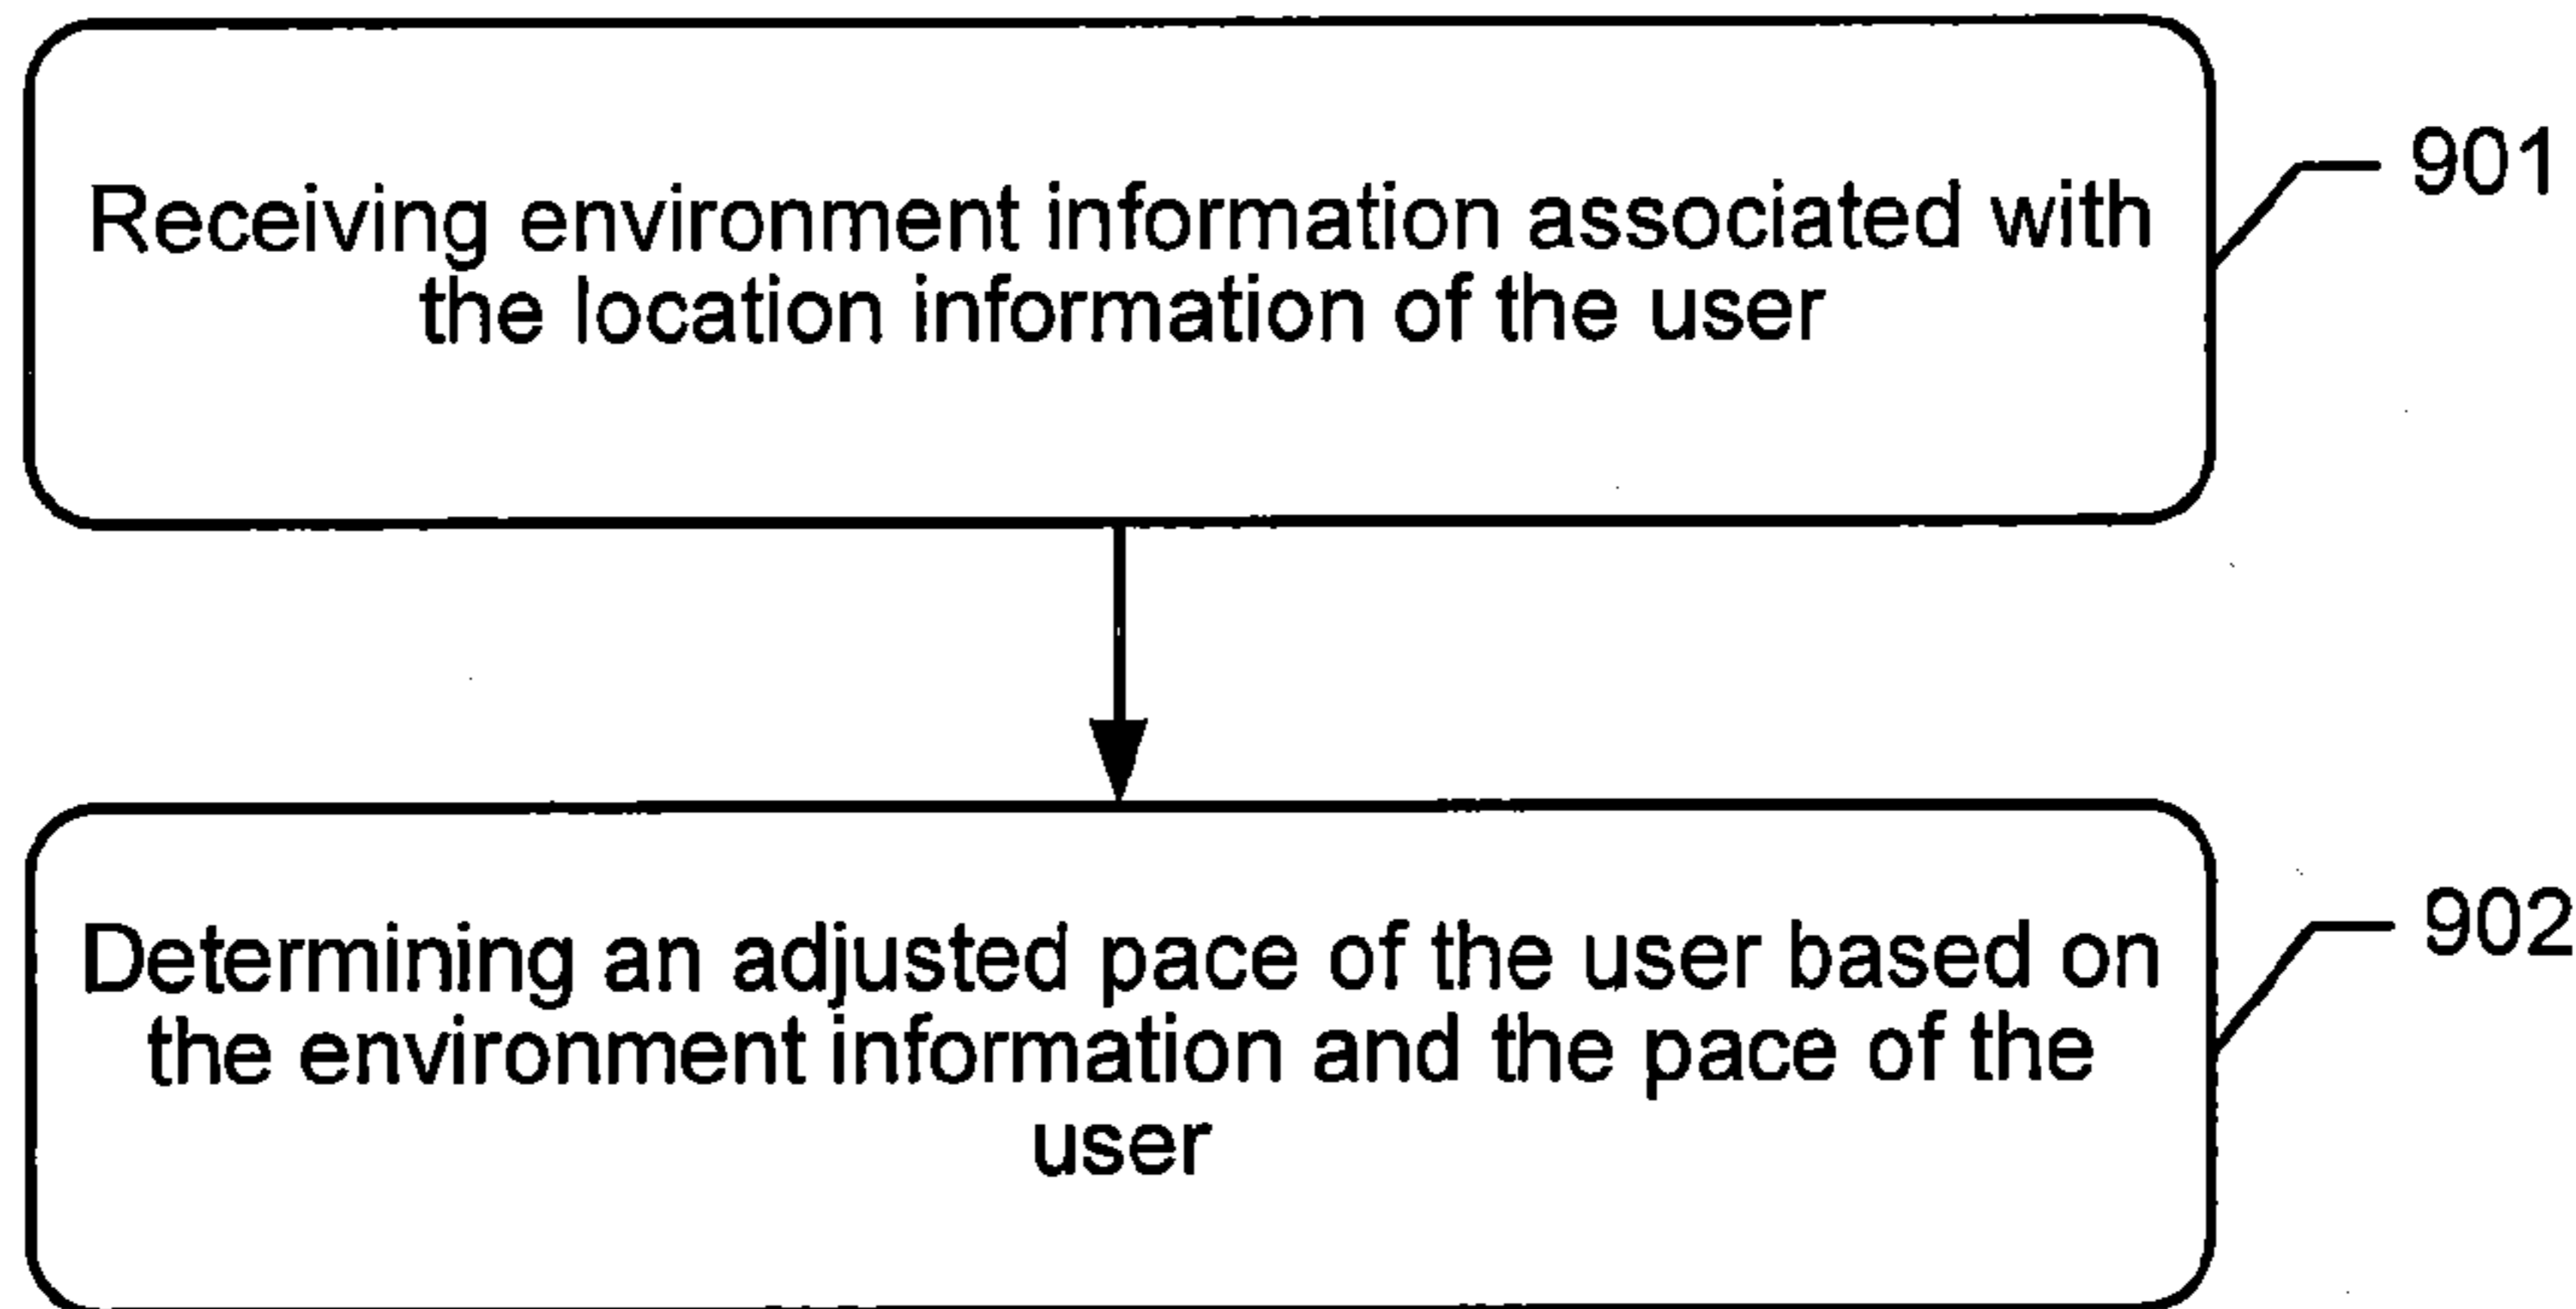 Receiving environment information associated with
the location information of the user
901
Determining an adjusted pace of the user based on
the environment information and the pace of the
user
902